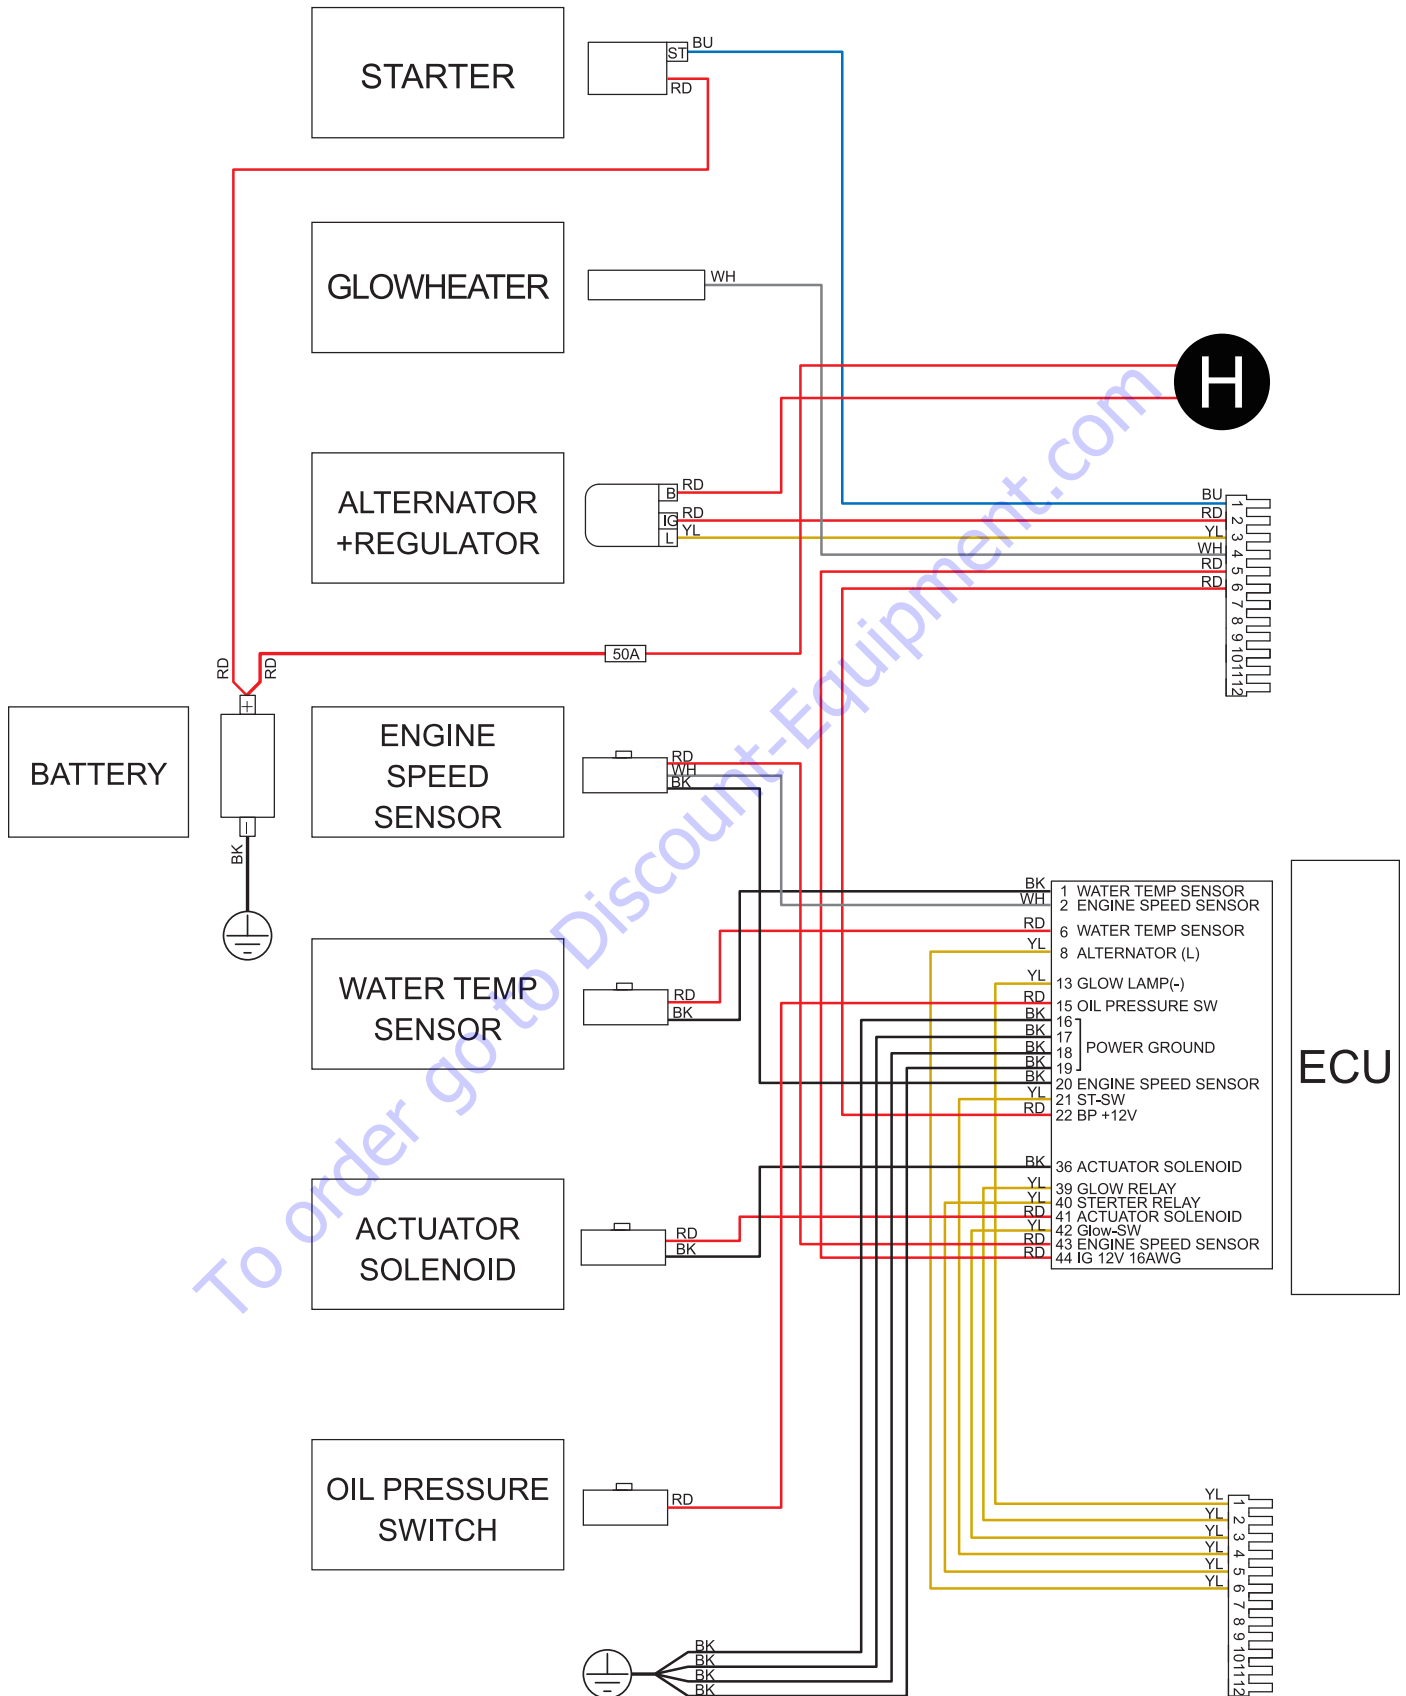 STARTER
ST
BU
RD
GLOWHEATER
WH
H
ALTERNATOR
+REGULATOR
B
RD
IG
RD
L
YL
BU
RD
YL
WH
RD
RD
1
2
3
4
5
6
7
8
9
10
11
12
RD
RD
50A
+
BATTERY
–
BK
ENGINE
SPEED
SENSOR
RD
WH
BK
WATER TEMP
SENSOR
RD
BK
ACTUATOR
SOLENOID
RD
BK
OIL PRESSURE
SWITCH
RD
BK 1 WATER TEMP SENSOR
WH 2 ENGINE SPEED SENSOR
RD 6 WATER TEMP SENSOR
YL 8 ALTERNATOR (L)
YL 13 GLOW LAMP(-)
RD 15 OIL PRESSURE SW
BK 16
BK 17
POWER GROUND
BK 18
BK 19
BK 20 ENGINE SPEED SENSOR
YL 21 ST-SW
RD 22 BP +12V
BK 36 ACTUATOR SOLENOID
YL 39 GLOW RELAY
YL 40 STERTER RELAY
RD 41 ACTUATOR SOLENOID
YL 42 Glow-SW
RD 43 ENGINE SPEED SENSOR
RD 44 IG 12V 16AWG
ECU
YL 1
YL 2
YL 3
YL 4
YL 5
YL 6
7
8
9
10
11
12
BK
BK
BK
BK
To order go to Discount-Equipment.com